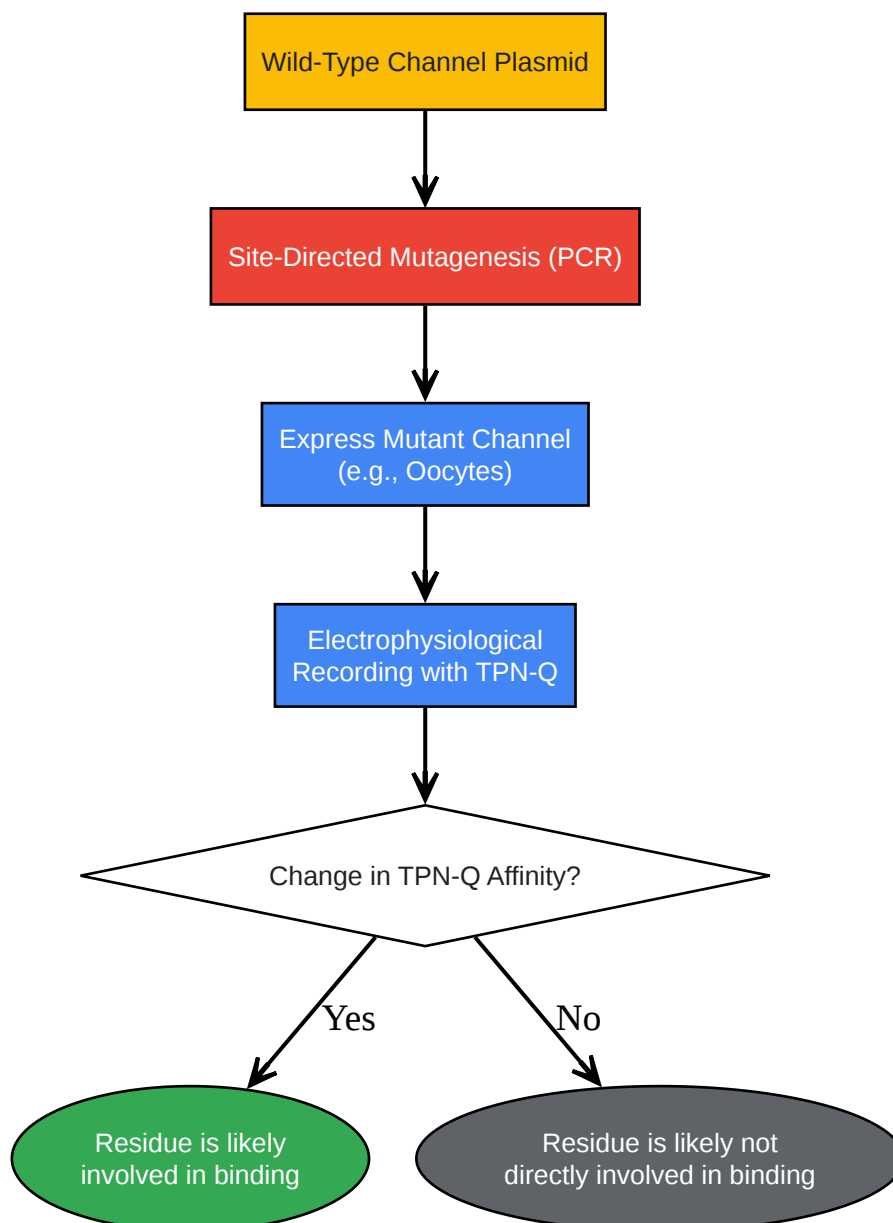 Wild-Type Channel Plasmid
Site-Directed Mutagenesis (PCR)
Express Mutant Channel
(e.g., Oocytes)
Electrophysiological
Recording with TPN-Q
Change in TPN-Q Affinity?
Yes
No
Residue is likely
involved in binding
Residue is likely not
directly involved in binding